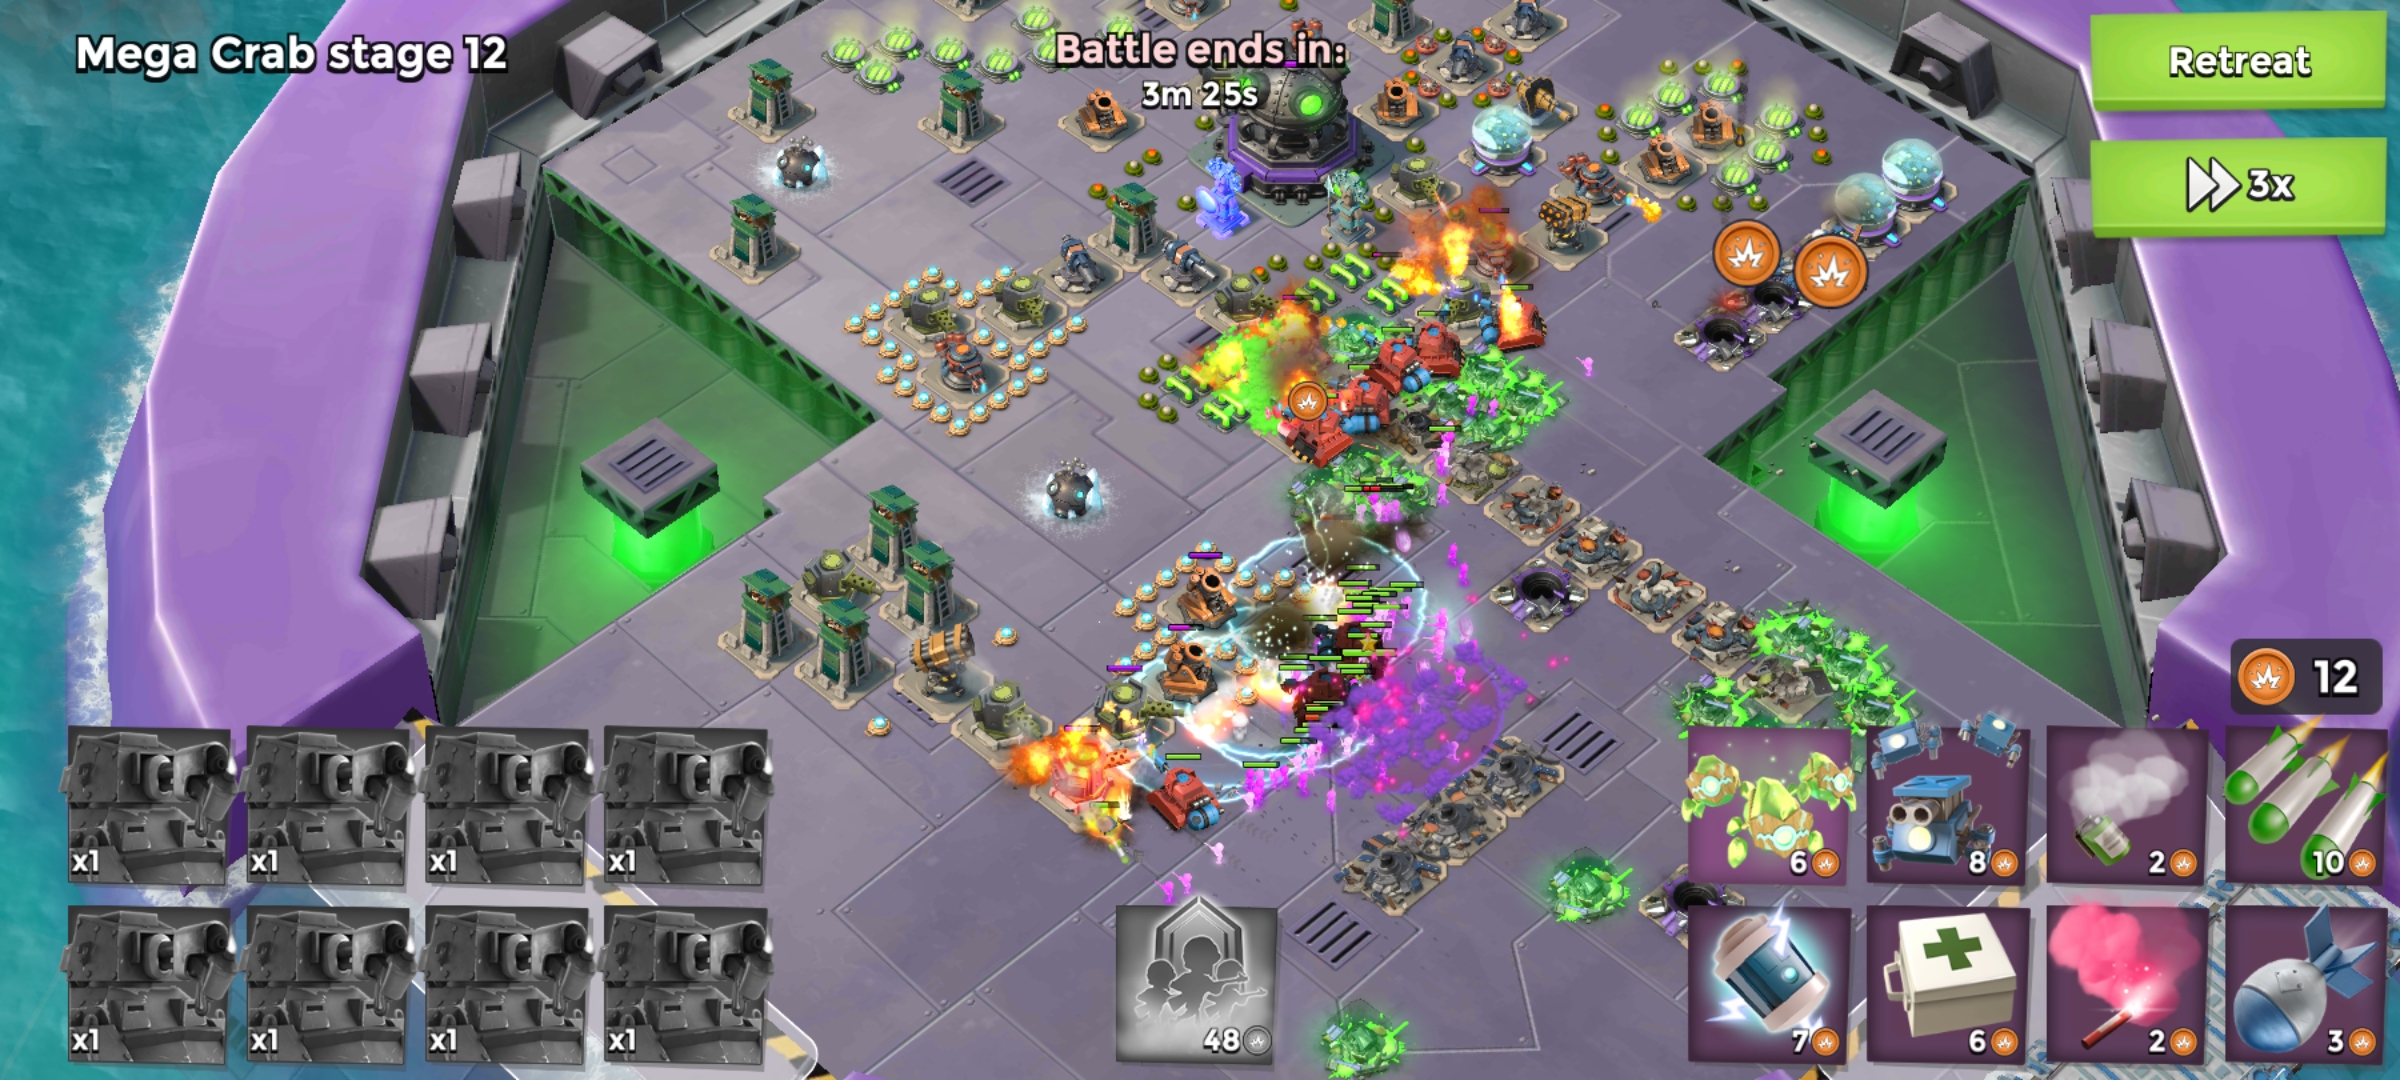 Mega Crab stage 12
Battle ends in:
3m 25s
Retreat
3x
12
x1
x1
x1
x1
6
8
2
10
x1
x1
x1
x1
48
7
6
2
3